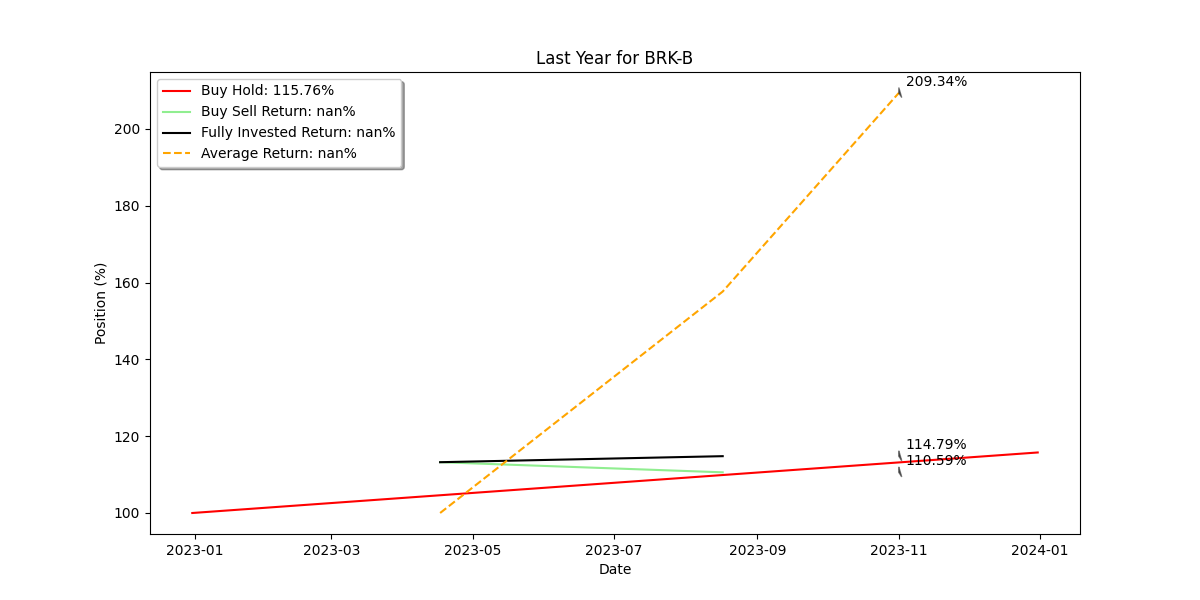 Last Year for BRK-B
Buy Hold: 115.76%
Buy Sell Return: nan%
Fully Invested Return: nan%
Average Return: nan%
209.34%
114.79%
110.59%
Position (%)
200
180
160
140
120
100
2023-01 2023-03 2023-05 2023-07 2023-09 2023-11 2024-01
Date